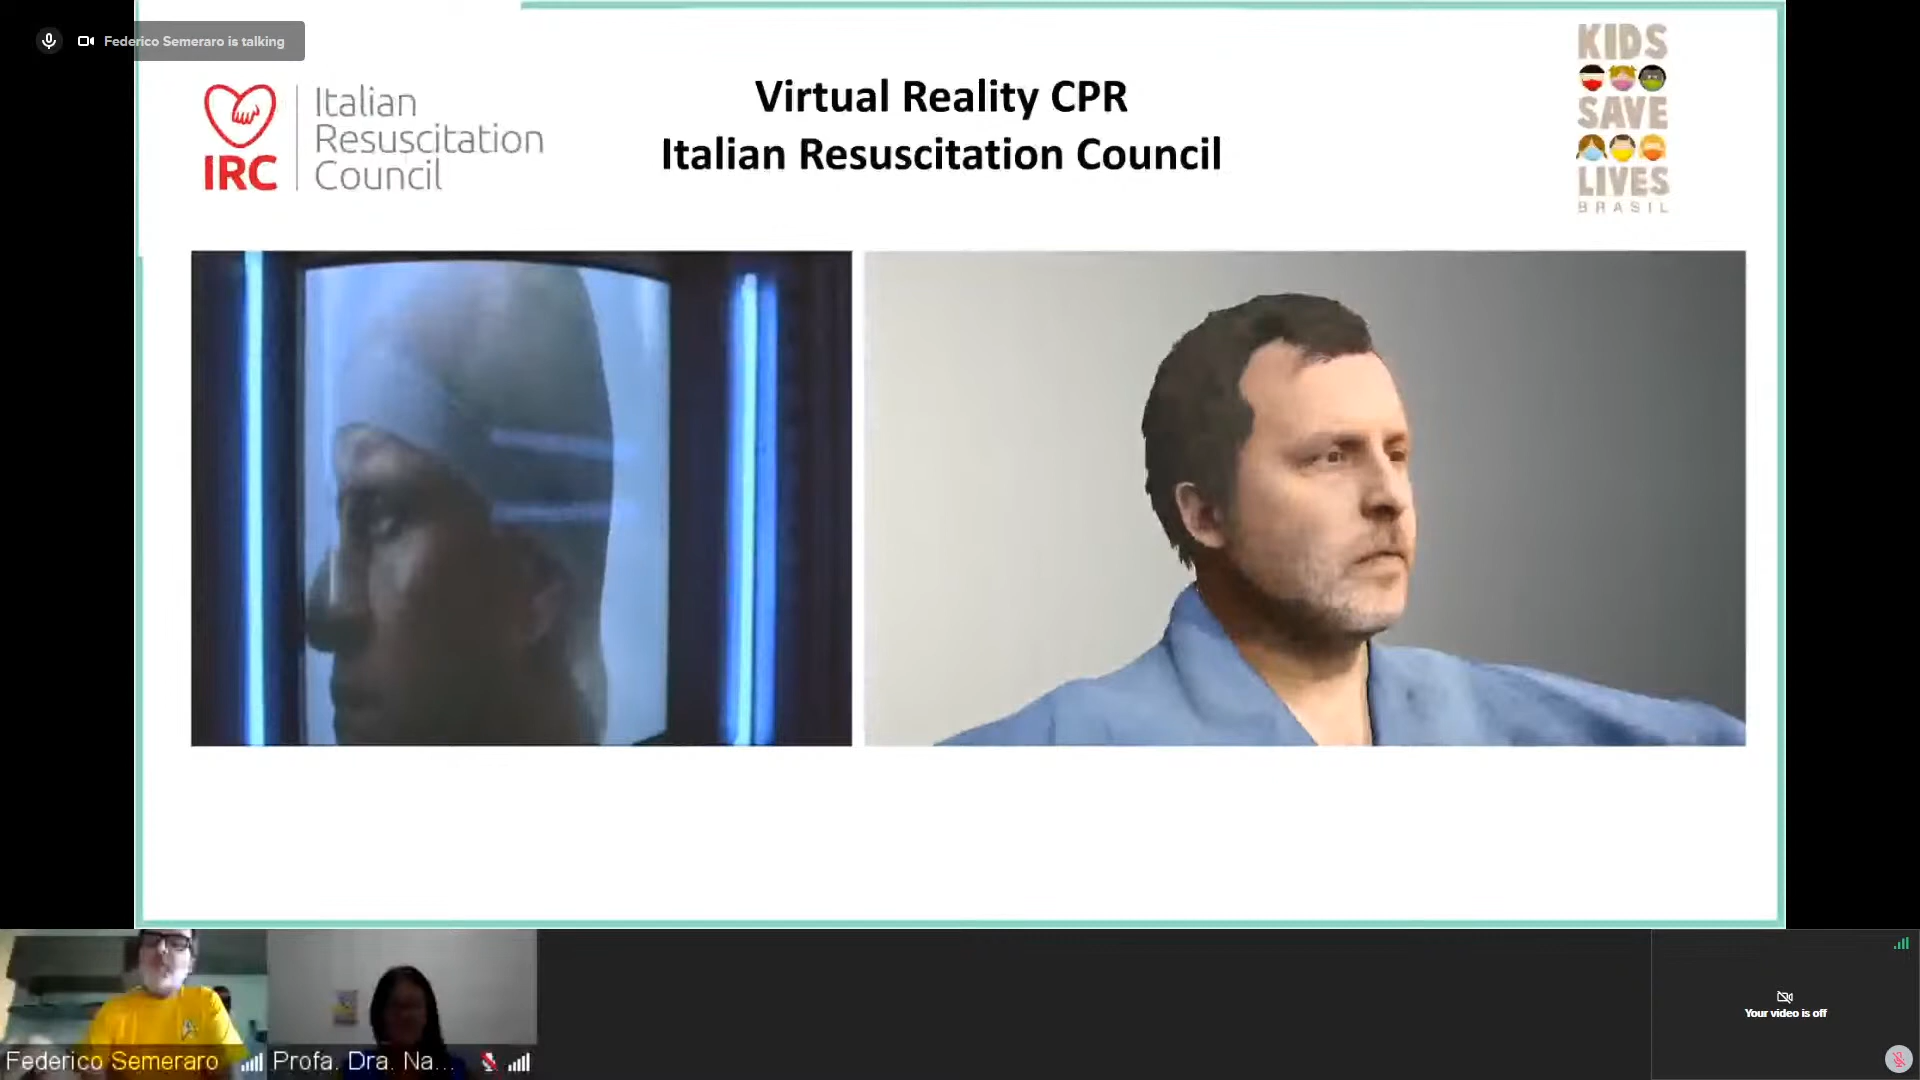 Federico Semeraro is talking
IRC
Italian
Resuscitation
Council
Virtual Reality CPR
Italian Resuscitation Council
KIDS
SAVE
LIVES
BRASIL
Your video is off
Federico Semeraro
Profa. Dra. Na...